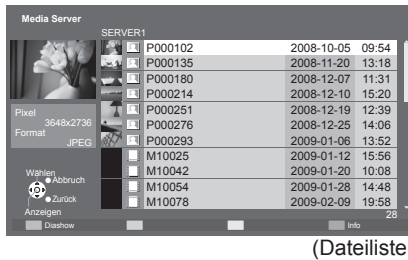 Media Server
SERVER1
P000102 2008-10-05 09:54
P000135 2008-11-20 13:18
P000180 2008-12-07 11:31
P000214 2008-12-10 15:20
P000251 2008-12-19 12:39
P000276 2008-12-25 14:06
P000293 2009-01-06 13:52
M10025 2009-01-12 15:56
M10042 2009-01-20 10:08
M10054 2009-01-28 14:48
M10078 2009-02-09 19:58
28
Pixel
3648x2736
Format
JPEG
Wählen
Abbruch
Zurück
Anzeigen
Diashow Info
(Dateiliste